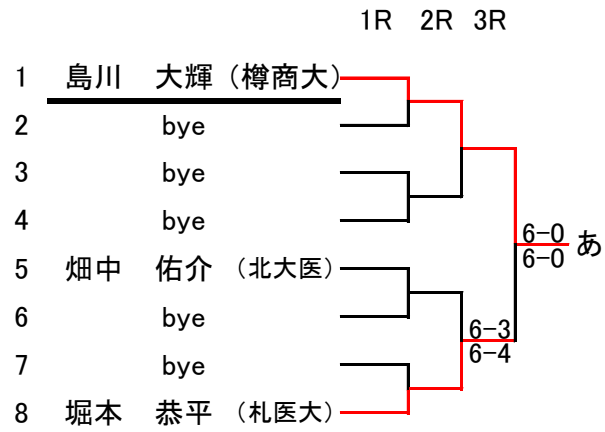 1R 2R 3R
1 島川 大輝（樽商大）
2 bye
3 bye
4 bye
6-0
6-0 あ
5 畑中 佑介（北大医）
6 bye
6-3
6-4
7 bye
8 堀本 恭平（札医大）